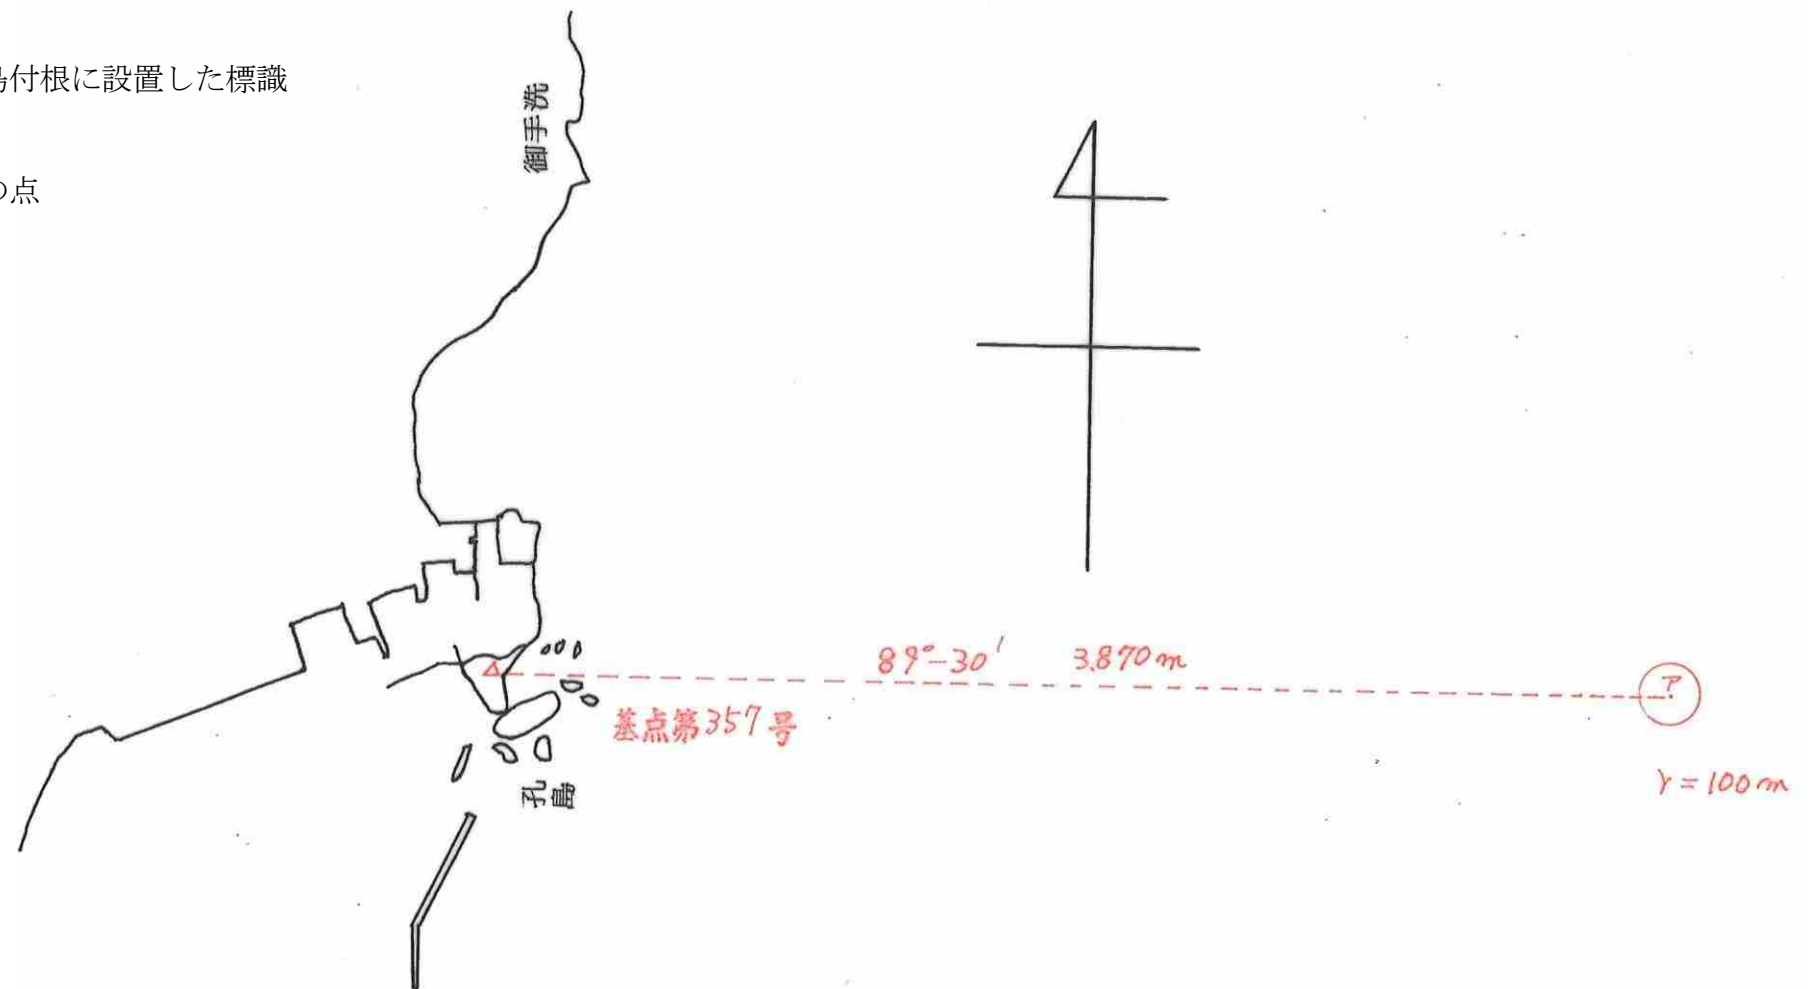 島付根に設置した標識
の点
御手洗
89°-30′ 3.870m
ア
基点第357号
孔島
r=100m